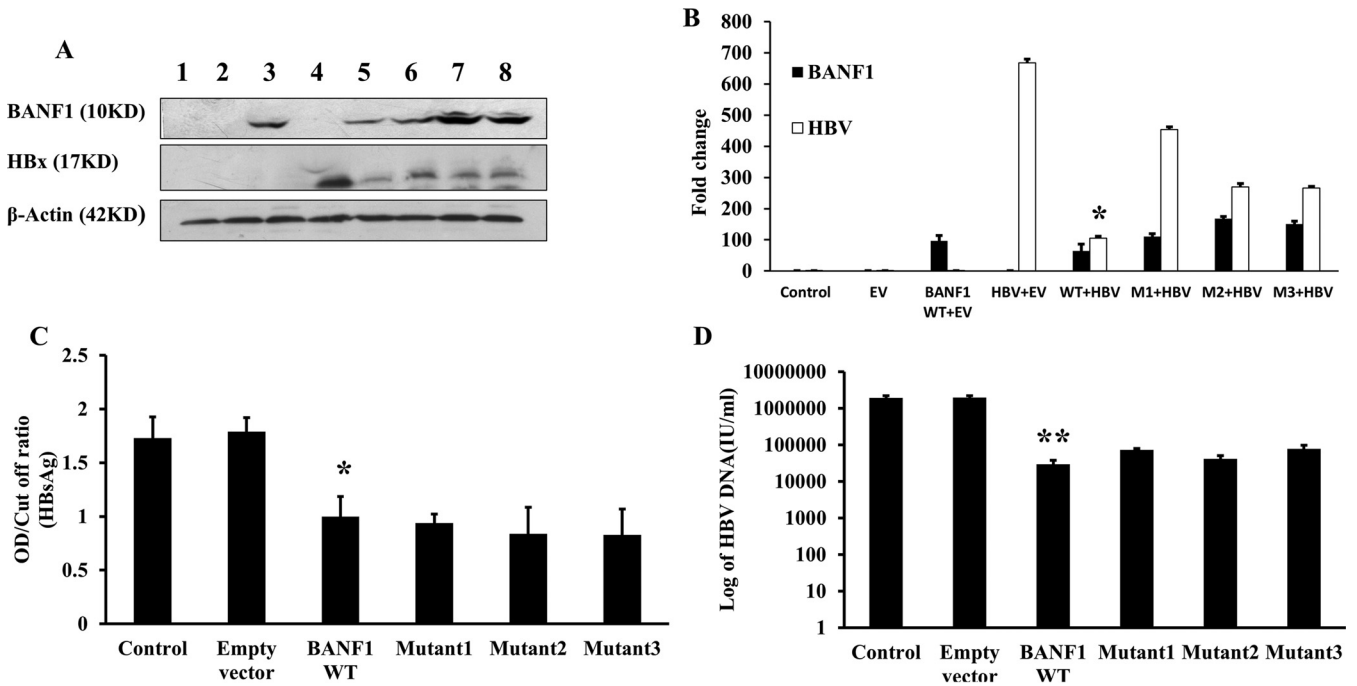 A
1 2 3 4 5 6 7 8
BANF1 (10KD)
HBx (17KD)
β-Actin (42KD)
B
800
700
600
500
400
300
200
100
0
Fold change
BANF1
HBV
*
Control EV BANF1 WT+EV HBV+EV WT+HBV M1+HBV M2+HBV M3+HBV
C
2.5
2
1.5
1
0.5
0
OD/Cut off ratio
(HBsAg)
*
Control Empty vector BANF1 WT Mutant1 Mutant2 Mutant3
D
10000000
1000000
100000
10000
1000
100
10
1
Log of HBV DNA(IU/ml)
**
Control Empty vector BANF1 WT Mutant1 Mutant2 Mutant3